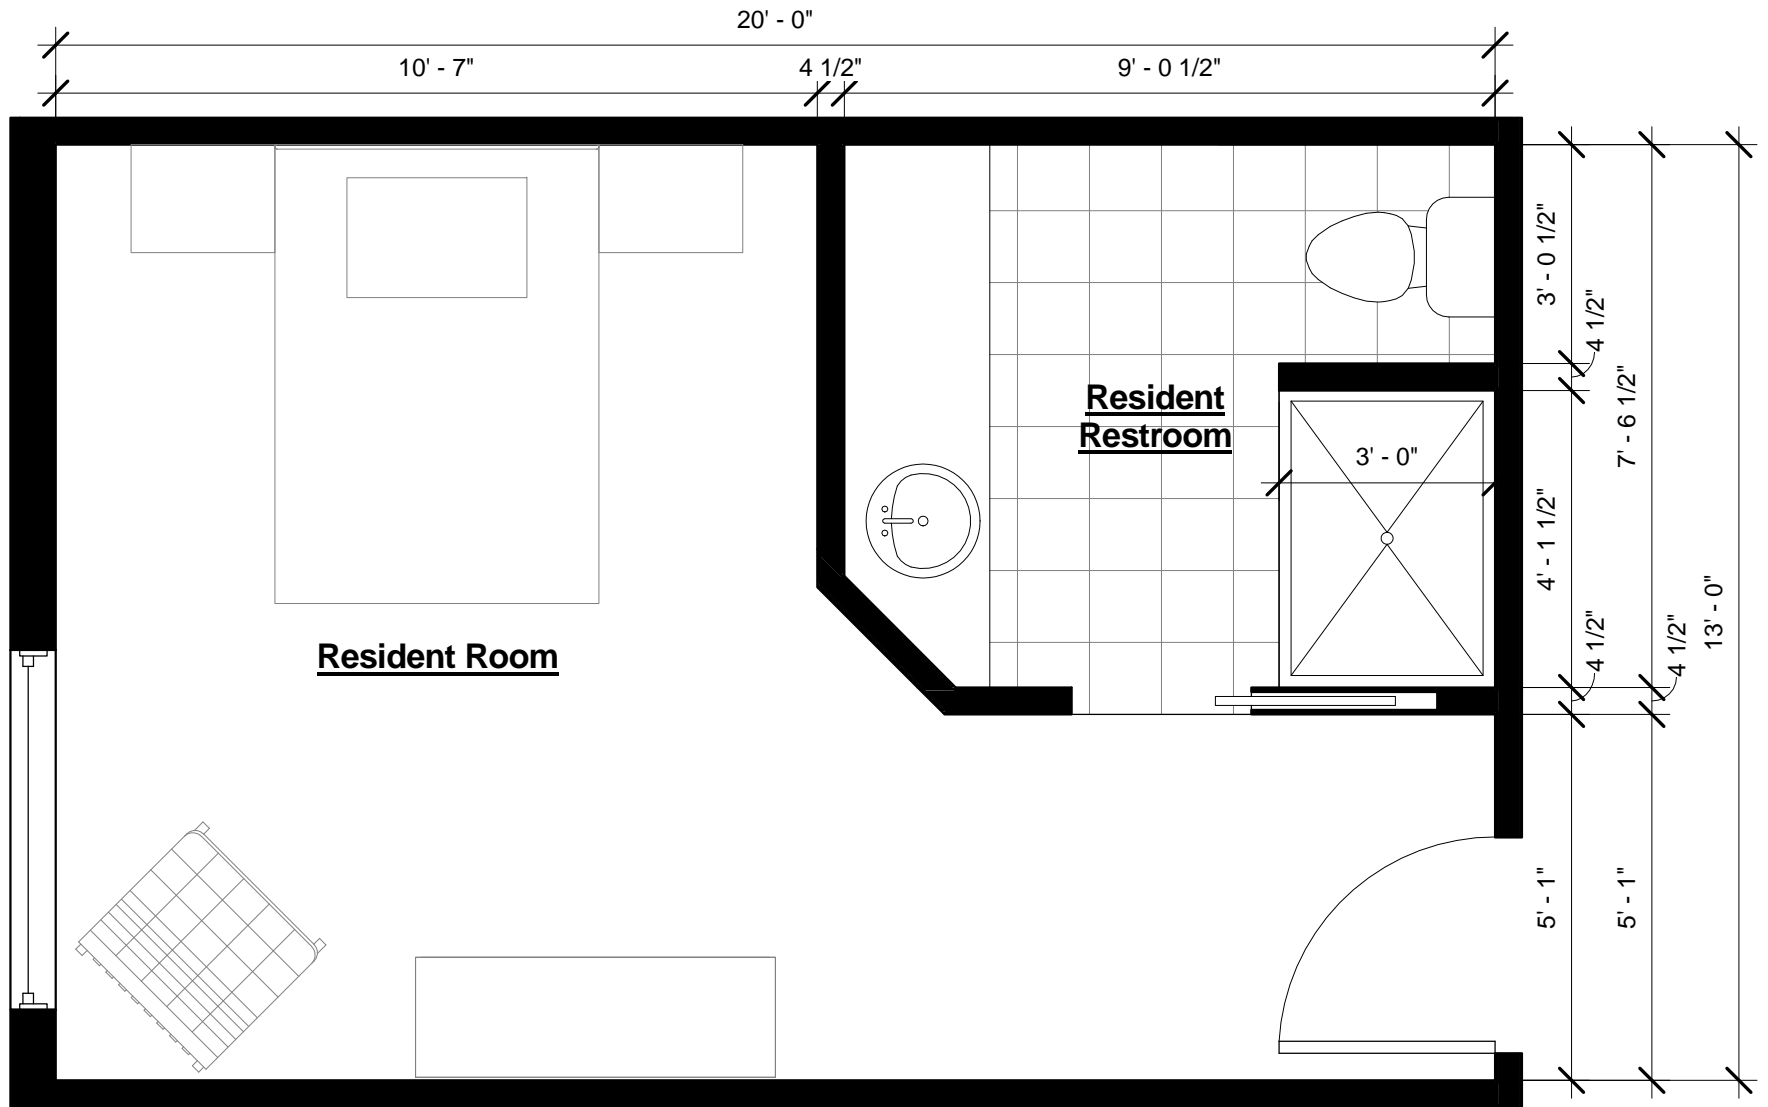 20' - 0"
10' - 7"
4 1/2"
9' - 0 1/2"
3' - 0 1/2"
4 1/2"
7' - 6 1/2"
Resident
Restroom
3' - 0"
4' - 1 1/2"
4 1/2"
4 1/2"
13' - 0"
Resident Room
5' - 1"
5' - 1"